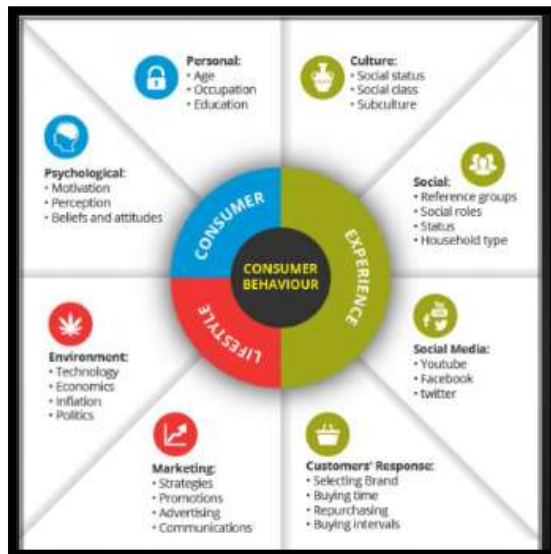 Personal:
• Age
• Occupation
• Education
Culture:
• Social status
• Social class
• Subculture
Psychological:
• Motivation
• Perception
• Beliefs and attitudes
Social:
• Reference groups
• Social roles
• Status
• Household type
CONSUMER
EXPERIENCE
LIFESTYLE
CONSUMER
BEHAVIOUR
Environment:
• Technology
• Economics
• Inflation
• Politics
Social Media:
• Youtube
• Facebook
• twitter
Marketing:
• Strategies
• Promotions
• Advertising
• Communications
Customers' Response:
• Selecting Brand
• Buying time
• Repurchasing
• Buying intervals